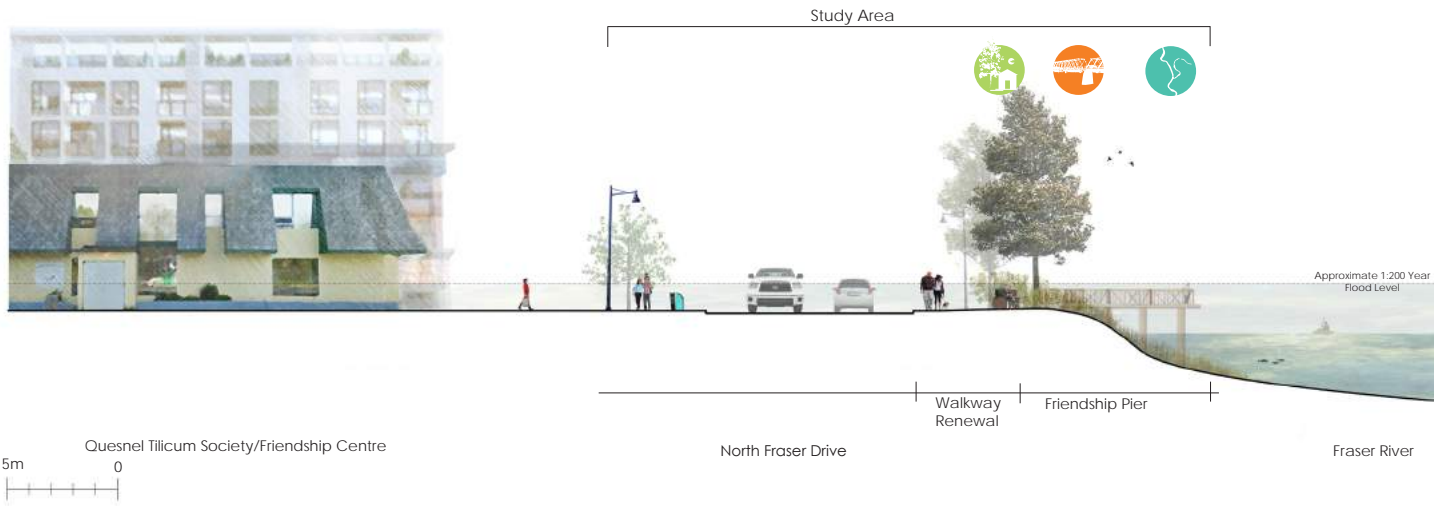 Study Area
Approximate 1:200 Year
Flood Level
Walkway
Renewal
Friendship Pier
Quesnel Tilicum Society/Friendship Centre
North Fraser Drive
Fraser River
5m
0